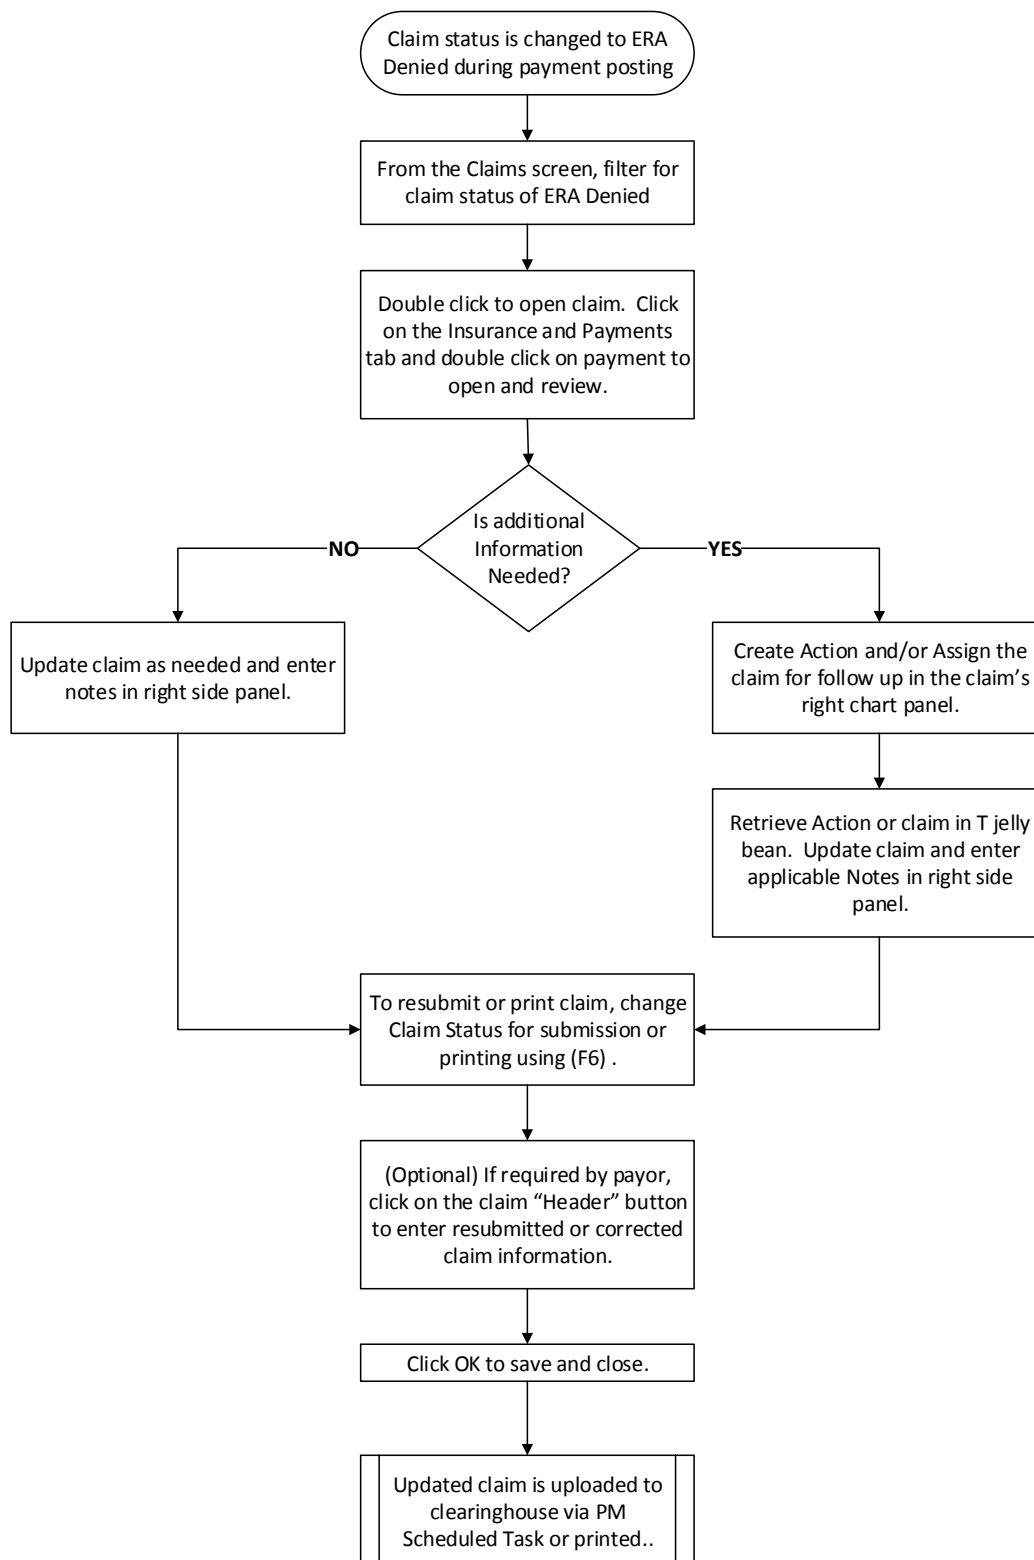 Claim status is changed to ERA
Denied during payment posting
From the Claims screen, filter for
claim status of ERA Denied
Double click to open claim.  Click
on the Insurance and Payments
tab and double click on payment to
open and review.
Is additional
Information
Needed?
NO
YES
Update claim as needed and enter
notes in right side panel.
Create Action and/or Assign the
claim for follow up in the claim’s
right chart panel.
Retrieve Action or claim in T jelly
bean.  Update claim and enter
applicable Notes in right side
panel.
To resubmit or print claim, change
Claim Status for submission or
printing using (F6) .
(Optional) If required by payor,
click on the claim “Header” button
to enter resubmitted or corrected
claim information.
Click OK to save and close.
Updated claim is uploaded to
clearinghouse via PM
Scheduled Task or printed..